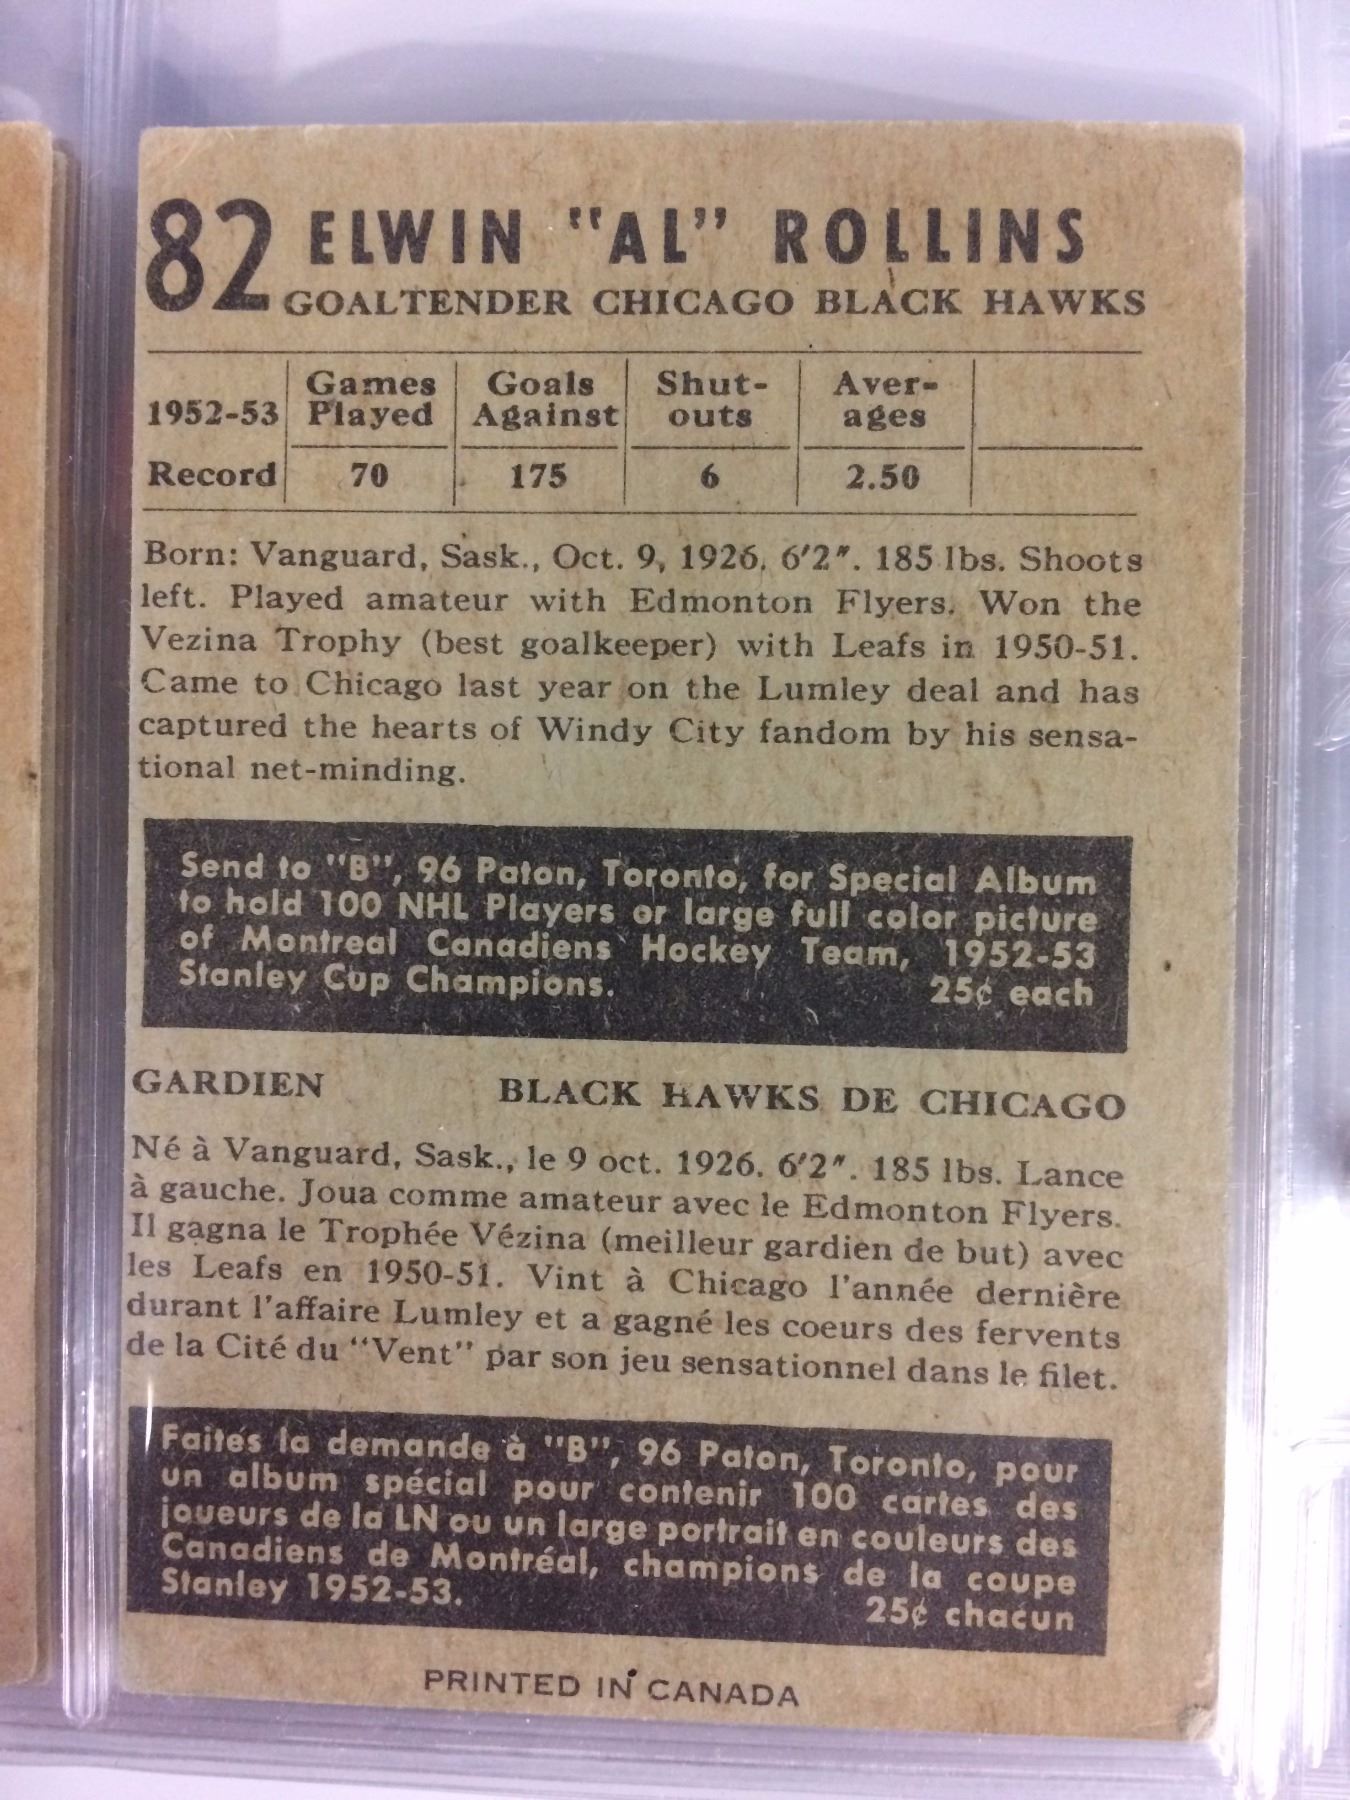 82 ELWIN "AL" ROLLINS
GOALTENDER CHICAGO BLACK HAWKS
1952-53 Games Played Goals Against Shut-outs Aver-ages
Record 70 175 6 2.50
Born: Vanguard, Sask., Oct. 9, 1926. 6'2". 185 lbs. Shoots
left. Played amateur with Edmonton Flyers. Won the
Vezina Trophy (best goalkeeper) with Leafs in 1950-51.
Came to Chicago last year on the Lumley deal and has
captured the hearts of Windy City fandom by his sensa-
tional net-minding.
Send to "B", 96 Paton, Toronto, for Special Album
to hold 100 NHL Players or large full color picture
of Montreal Canadiens Hockey Team, 1952-53
Stanley Cup Champions. 25¢ each
GARDIEN BLACK HAWKS DE CHICAGO
Né à Vanguard, Sask., le 9 oct. 1926. 6'2". 185 lbs. Lance
à gauche. Joua comme amateur avec le Edmonton Flyers.
Il gagna le Trophée Vézina (meilleur gardien de but) avec
les Leafs en 1950-51. Vint à Chicago l'année dernière
durant l'affaire Lumley et a gagné les coeurs des fervents
de la Cité du "Vent" par son jeu sensationnel dans le filet.
Faites la demande à "B", 96 Paton, Toronto, pour
un album spécial pour contenir 100 cartes des
joueurs de la LN ou un large portrait en couleurs des
Canadiens de Montréal, champions de la coupe
Stanley 1952-53. 25¢ chacun
PRINTED IN CANADA